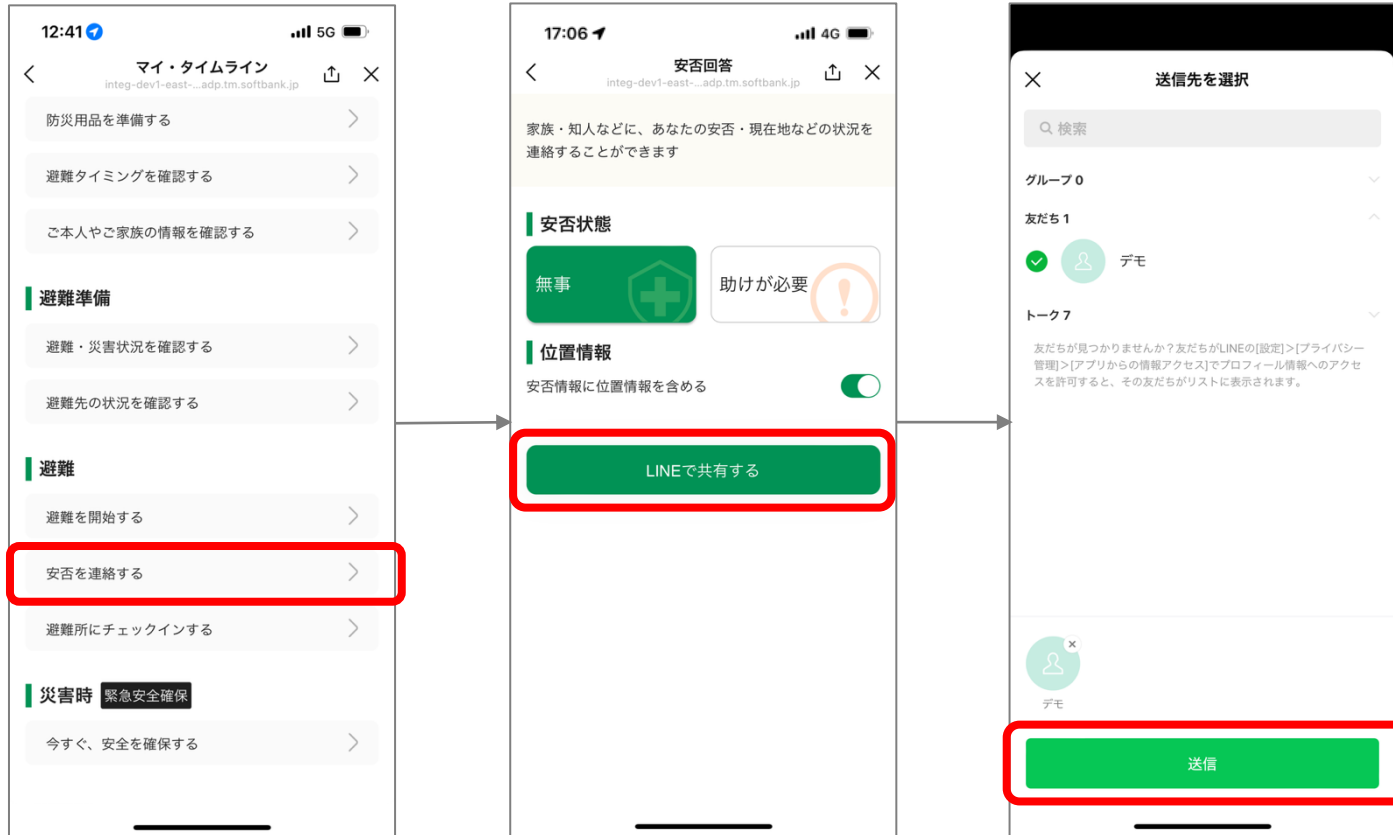 12:41
5G
マイ・タイムライン
integ-dev1-east-...adp.tm.softbank.jp
防災用品を準備する
避難タイミングを確認する
ご本人やご家族の情報を確認する
避難準備
避難・災害状況を確認する
避難先の状況を確認する
避難
避難を開始する
安否を連絡する
避難所にチェックインする
災害時 緊急安全確保
今すぐ、安全を確保する
17:06
4G
安否回答
integ-dev1-east-...adp.tm.softbank.jp
家族・知人などに、あなたの安否・現在地などの状況を
連絡することができます
安否状態
無事
助けが必要
位置情報
安否情報に位置情報を含める
LINEで共有する
送信先を選択
検索
グループ 0
友だち 1
デモ
トーク 7
友だちが見つかりませんか？友だちがLINEの[設定]>[プライバシー
管理]>[アプリからの情報アクセス]でプロフィール情報へのアクセ
スを許可すると、その友だちがリストに表示されます。
デモ
送信